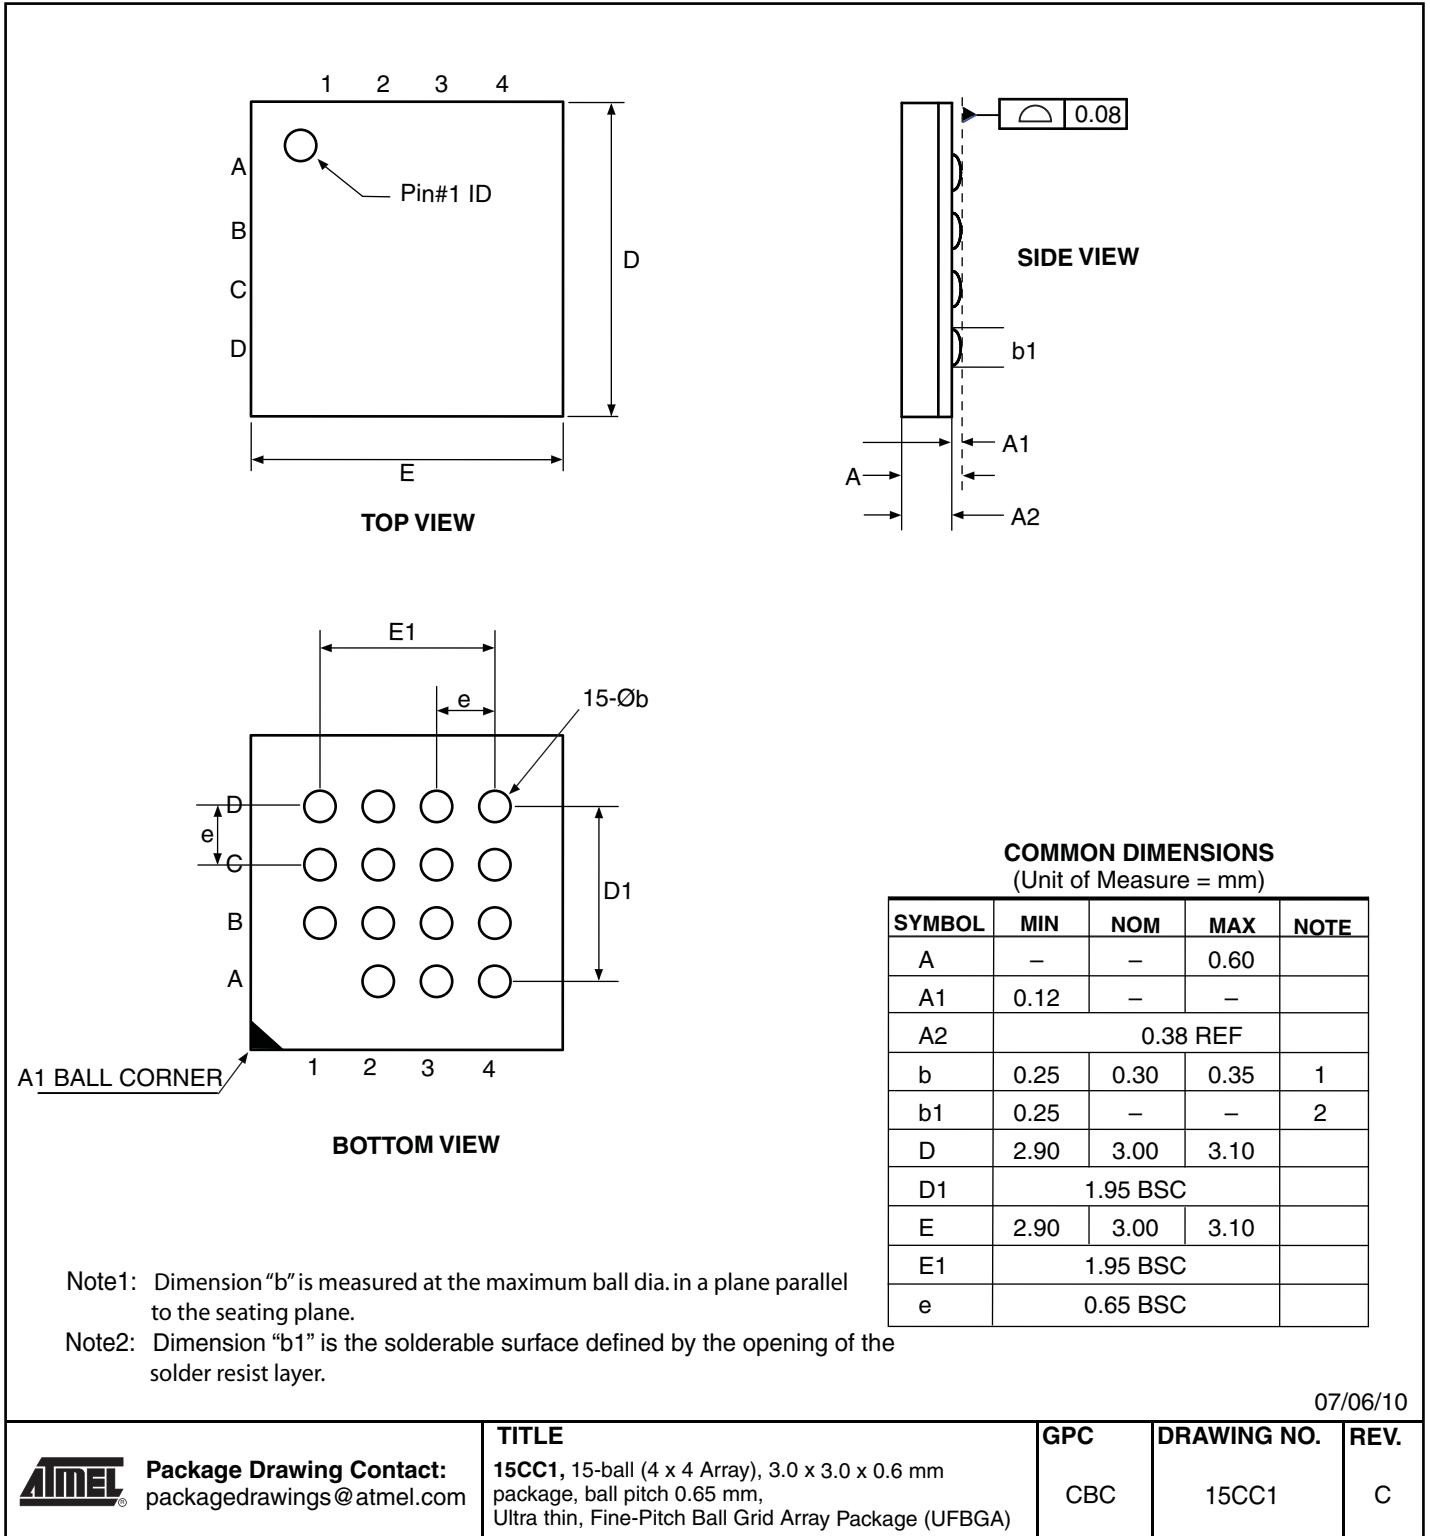 1 2 3 4
A
B
C
D
Pin#1 ID
D
E
TOP VIEW
0.08
SIDE VIEW
b1
A1
A
A2
E1
e
15-Øb
D
e
C
B
A
D1
1 2 3 4
A1 BALL CORNER
BOTTOM VIEW
COMMON DIMENSIONS
(Unit of Measure = mm)
SYMBOL MIN NOM MAX NOTE
A – – 0.60
A1 0.12 – –
A2 0.38 REF
b 0.25 0.30 0.35 1
b1 0.25 – – 2
D 2.90 3.00 3.10
D1 1.95 BSC
E 2.90 3.00 3.10
E1 1.95 BSC
e 0.65 BSC
Note1: Dimension “b” is measured at the maximum ball dia. in a plane parallel
to the seating plane.
Note2: Dimension “b1” is the solderable surface defined by the opening of the
solder resist layer.
07/06/10
ATMEL ®
Package Drawing Contact:
packagedrawings@atmel.com
TITLE
15CC1, 15-ball (4 x 4 Array), 3.0 x 3.0 x 0.6 mm
package, ball pitch 0.65 mm,
Ultra thin, Fine-Pitch Ball Grid Array Package (UFBGA)
GPC
CBC
DRAWING NO.
15CC1
REV.
C